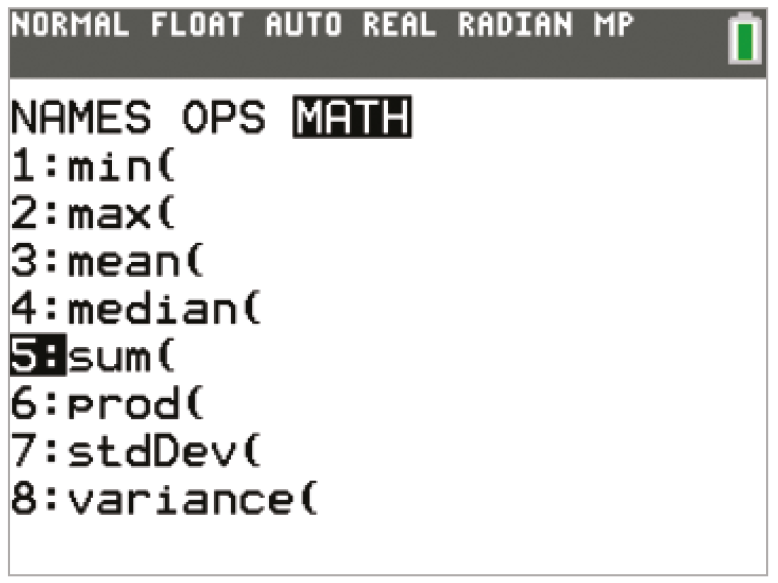 NORMAL FLOAT AUTO REAL RADIAN MP
NAMES OPS MATH
1:min(
2:max(
3:mean(
4:median(
5:sum(
6:prod(
7:stdDev(
8:variance(